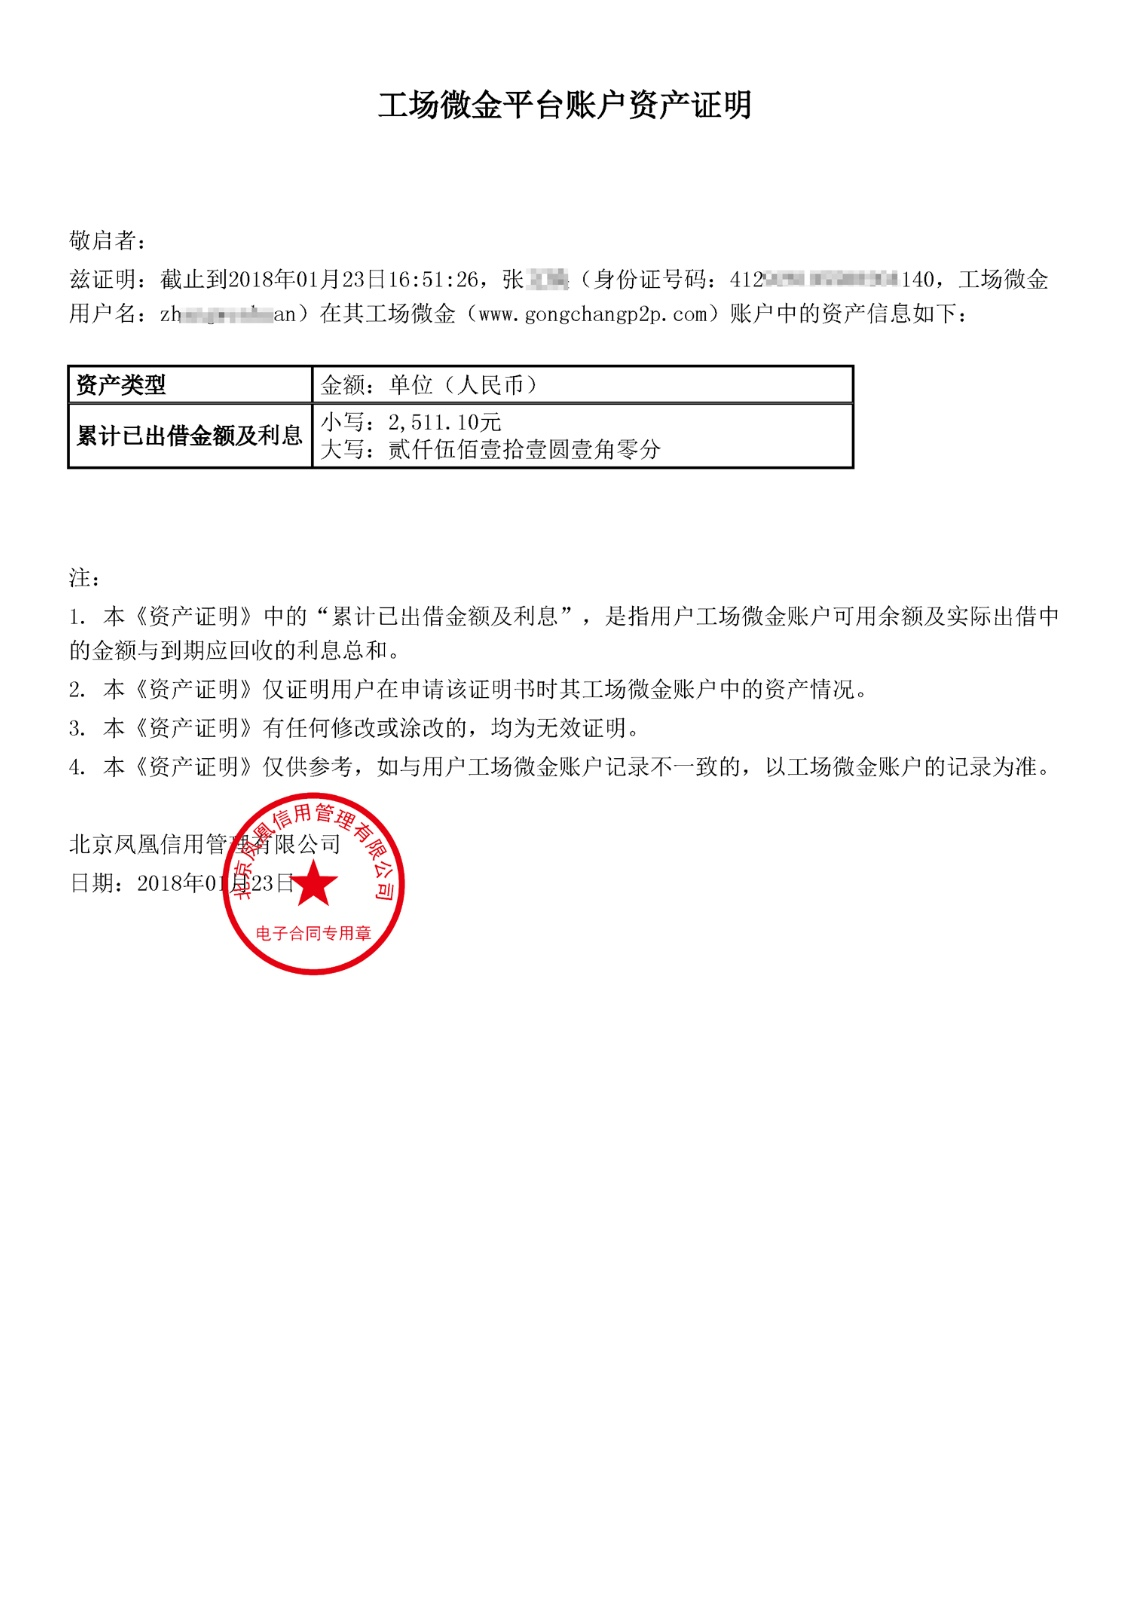 工场微金平台账户资产证明
敬启者：
兹证明：截止到2018年01月23日16:51:26，张（身份证号码：412140，工场微金
用户名：zhan）在其工场微金（www.gongchangp2p.com）账户中的资产信息如下：
资产类型
金额：单位（人民币）
累计已出借金额及利息
小写：2,511.10元
大写：贰仟伍佰壹拾壹圆壹角零分
注：
1. 本《资产证明》中的“累计已出借金额及利息”，是指用户工场微金账户可用余额及实际出借中
的金额与到期应回收的利息总和。
2. 本《资产证明》仅证明用户在申请该证明书时其工场微金账户中的资产情况。
3. 本《资产证明》有任何修改或涂改的，均为无效证明。
4. 本《资产证明》仅供参考，如与用户工场微金账户记录不一致的，以工场微金账户的记录为准。
北京凤凰信用管理有限公司
日期：2018年01月23日
北京凤凰信用管理有限公司
电子合同专用章